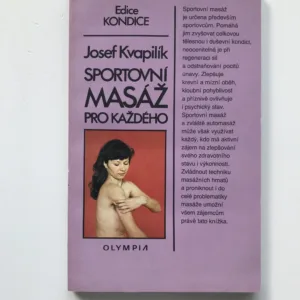 Edice
KONDICE
Josef Kvapilík
SPORTOVNÍ
MASÁŽ
PRO KAŽDÉHO
OLYMPIA
Sportovní masáž
je určena především
sportovcům. Pomáhá
jim zvyšovat celkovou
tělesnou i duševní kondici,
neocenitelná je při
regeneraci sil
a odstraňování pocitů
únavy. Zlepšuje
krevní a mízní oběh,
kloubní pohyblivost
a příznivě ovlivňuje
i psychický stav.
Sportovní masáž
a zvláště automasáž
může však využívat
každý, kdo má aktivní
zájem na zlepšování
svého zdravotního
stavu i výkonnosti.
Zvládnout techniku
masážních hmatů
a proniknout i do
celé problematiky
masáže umožní
všem zájemcům
právě tato knížka.